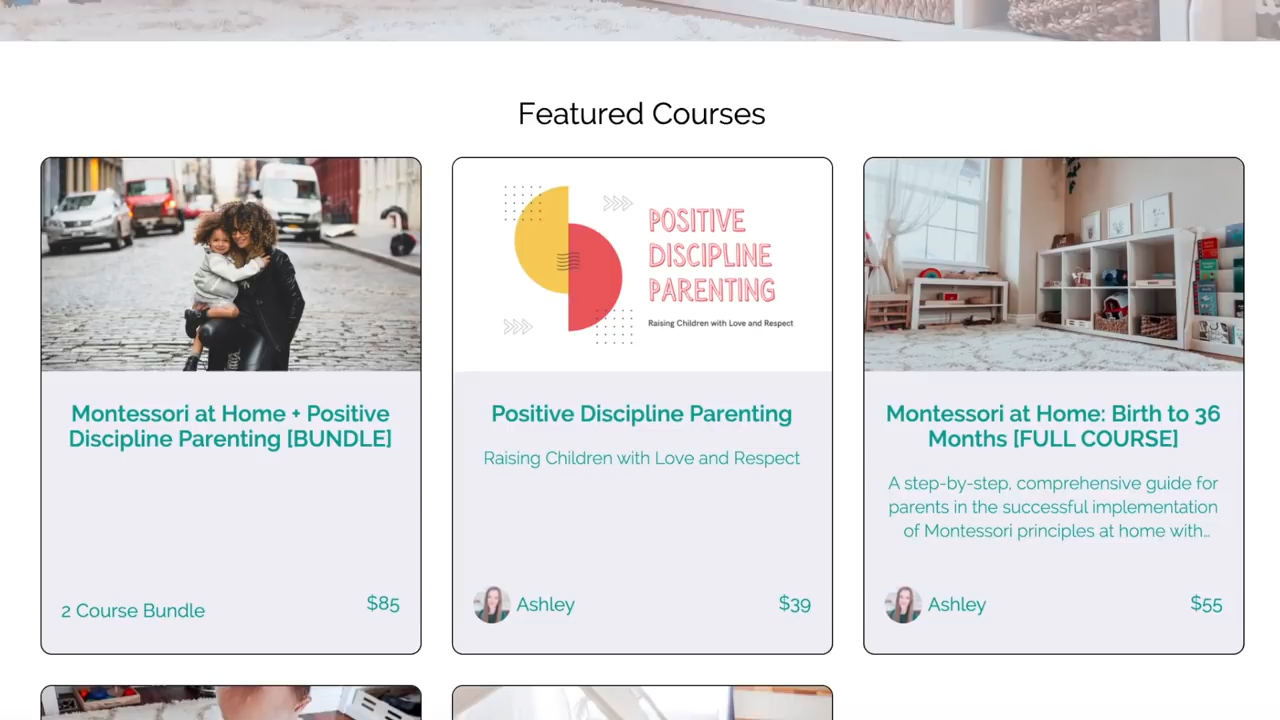 Featured Courses
POSITIVE
DISCIPLINE
PARENTING
Raising Children with Love and Respect
Montessori at Home + Positive
Discipline Parenting [BUNDLE]
2 Course Bundle
$85
Positive Discipline Parenting
Raising Children with Love and Respect
Ashley
$39
Montessori at Home: Birth to 36
Months [FULL COURSE]
A step-by-step, comprehensive guide for
parents in the successful implementation
of Montessori principles at home with…
Ashley
$55